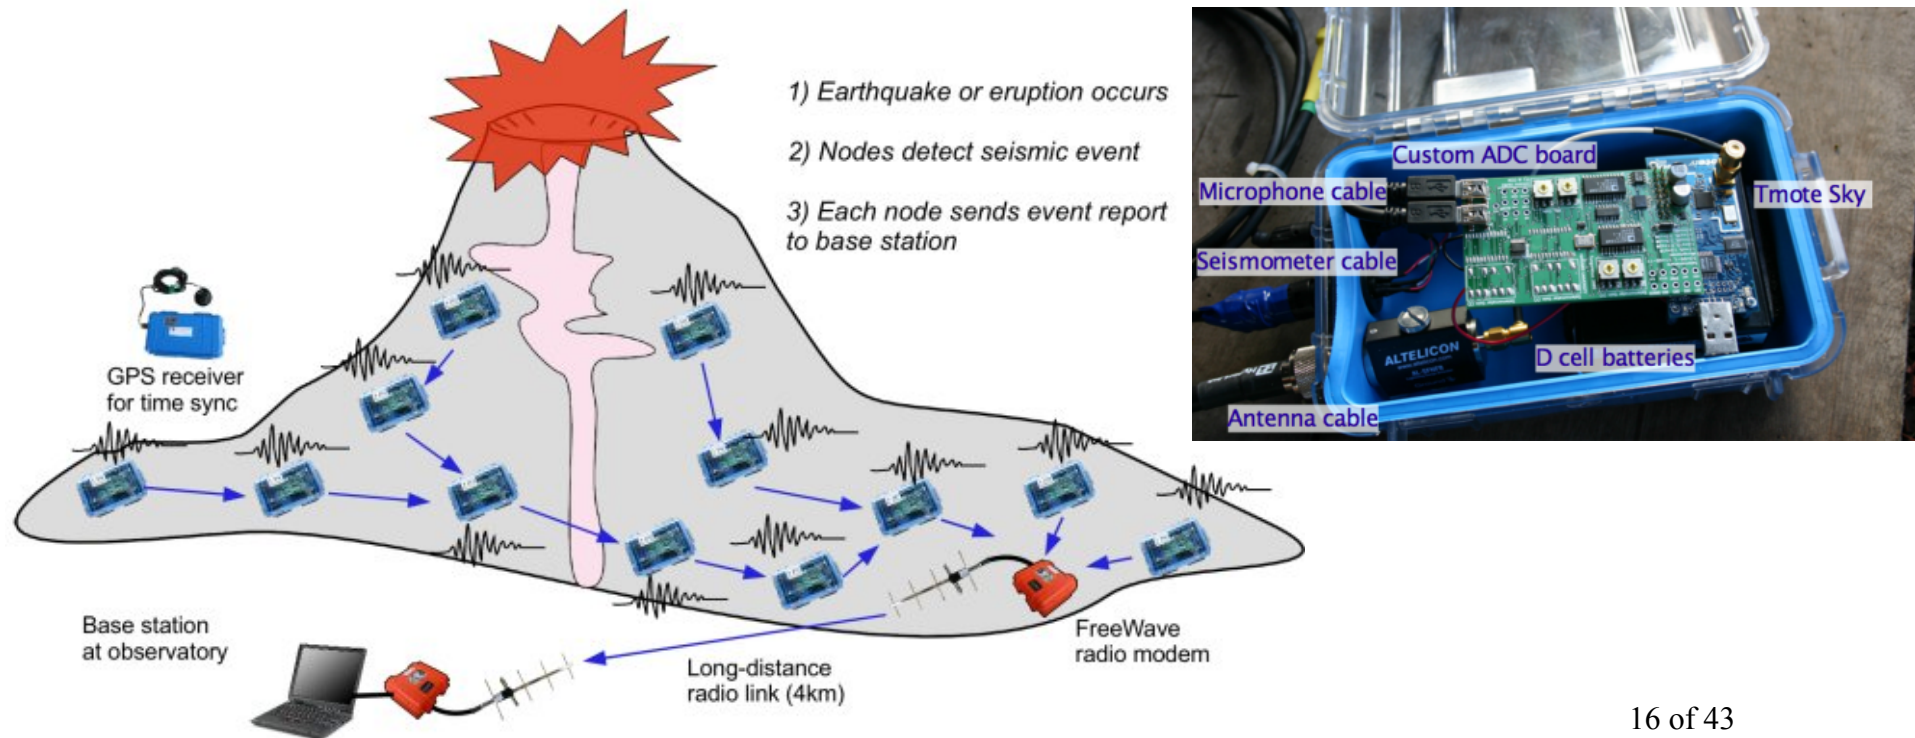 1) Earthquake or eruption occurs
2) Nodes detect seismic event
3) Each node sends event report
to base station
GPS receiver
for time sync
Base station
at observatory
Long-distance
radio link (4km)
FreeWave
radio modem
Custom ADC board
Microphone cable
Tmote Sky
Seismometer cable
ALTELICON
D cell batteries
Antenna cable
16 of 43